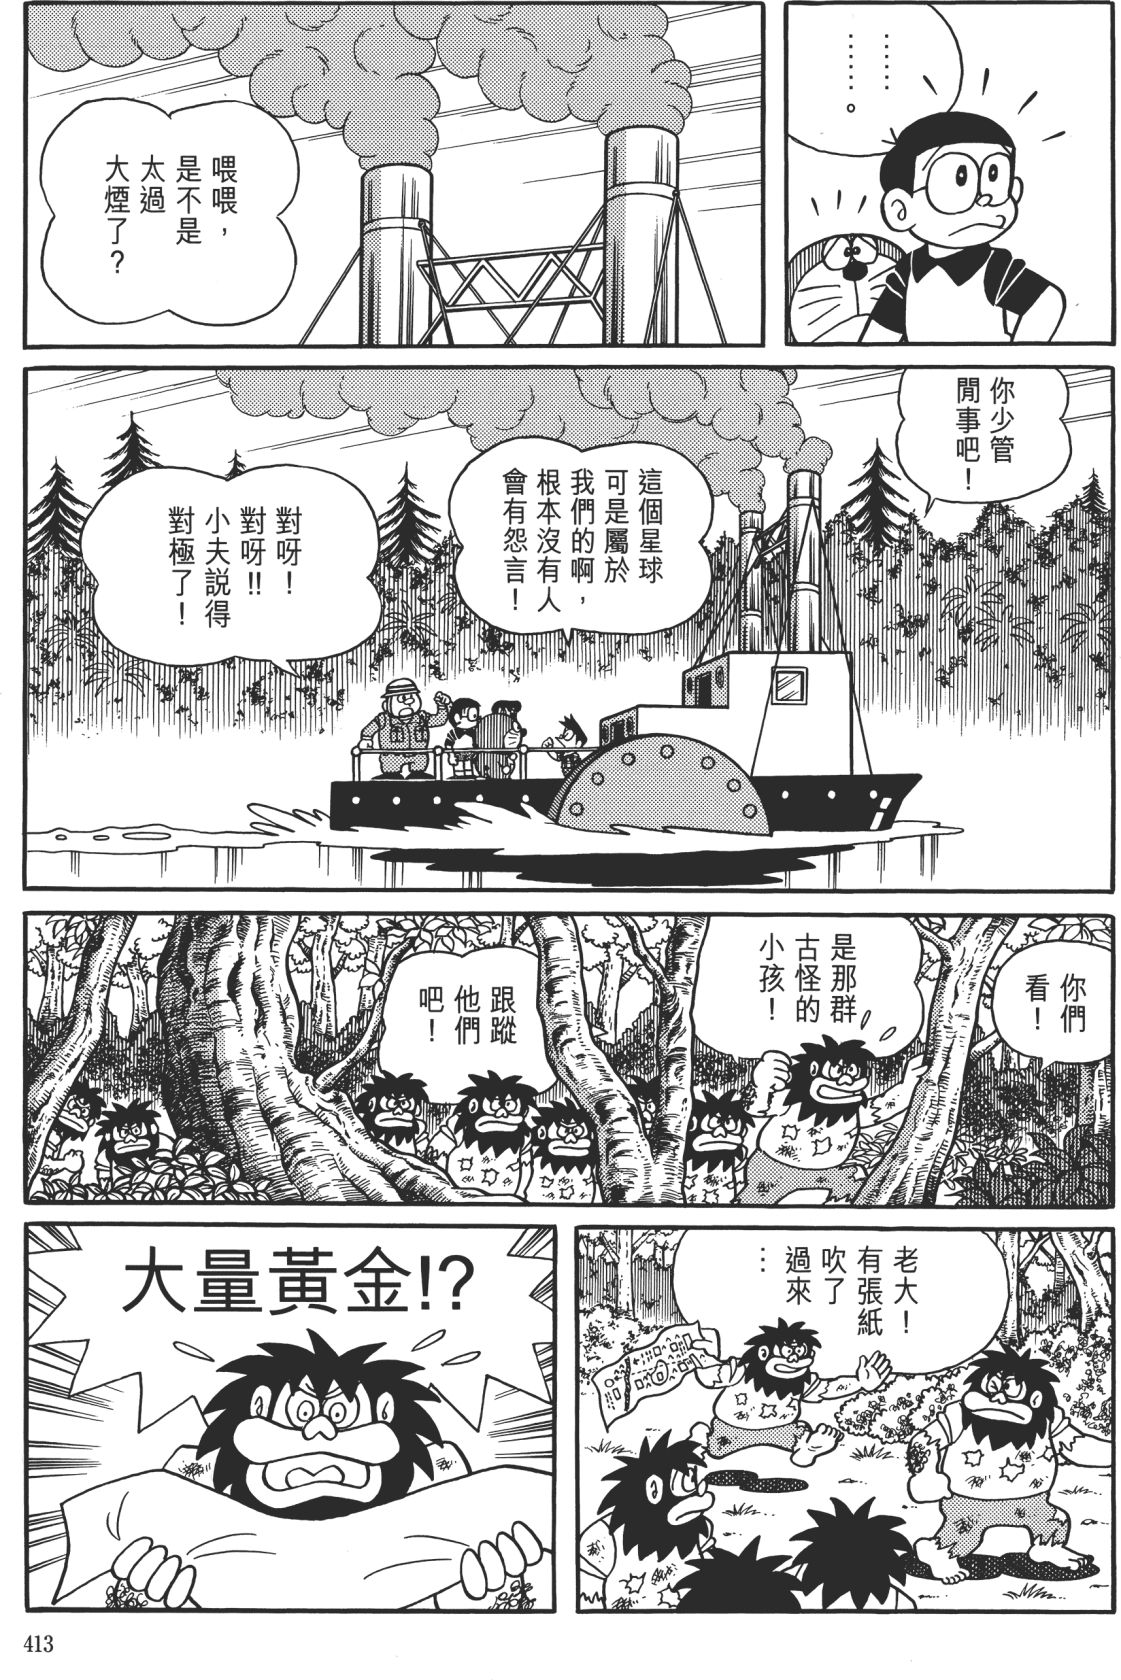 ………
………。
喂喂，
是不是
太過
大煙了？
你少管
閒事吧！
這個星球
可是屬於
我們的啊，
根本沒有人
會有怨言！
對呀！
對呀!!
小夫說得
對極了！
你們
看！
是那群
古怪的
小孩！
跟蹤
他們
吧！
老大！
有張紙
吹了
過來
…
大量黃金!?
413